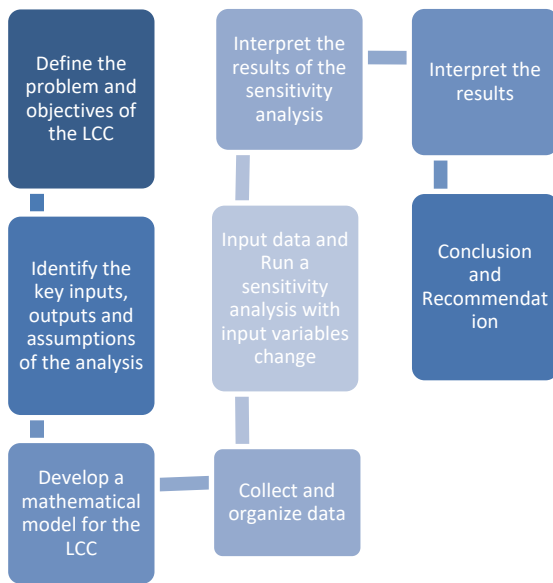 Define the
problem and
objectives of
the LCC
Identify the
key inputs,
outputs and
assumptions
of the analysis
Develop a
mathematical
model for the
LCC
Collect and
organize data
Input data and
Run a
sensitivity
analysis with
input variables
change
Interpret the
results of the
sensitivity
analysis
Interpret the
results
Conclusion
and
Recommendat
ion